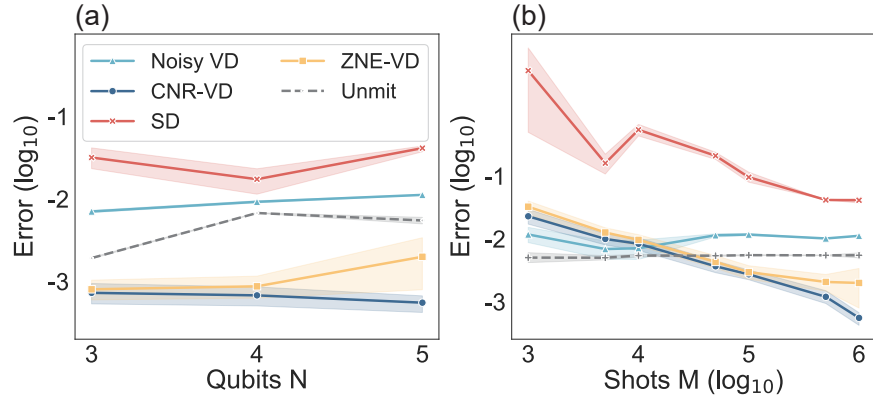 (a)
Noisy VD
CNR-VD
SD
ZNE-VD
Unmit
Error (log₁₀)
-1
-2
-3
3 4 5
Qubits N
(b)
Error (log₁₀)
-1
-2
-3
3 4 5 6
Shots M (log₁₀)